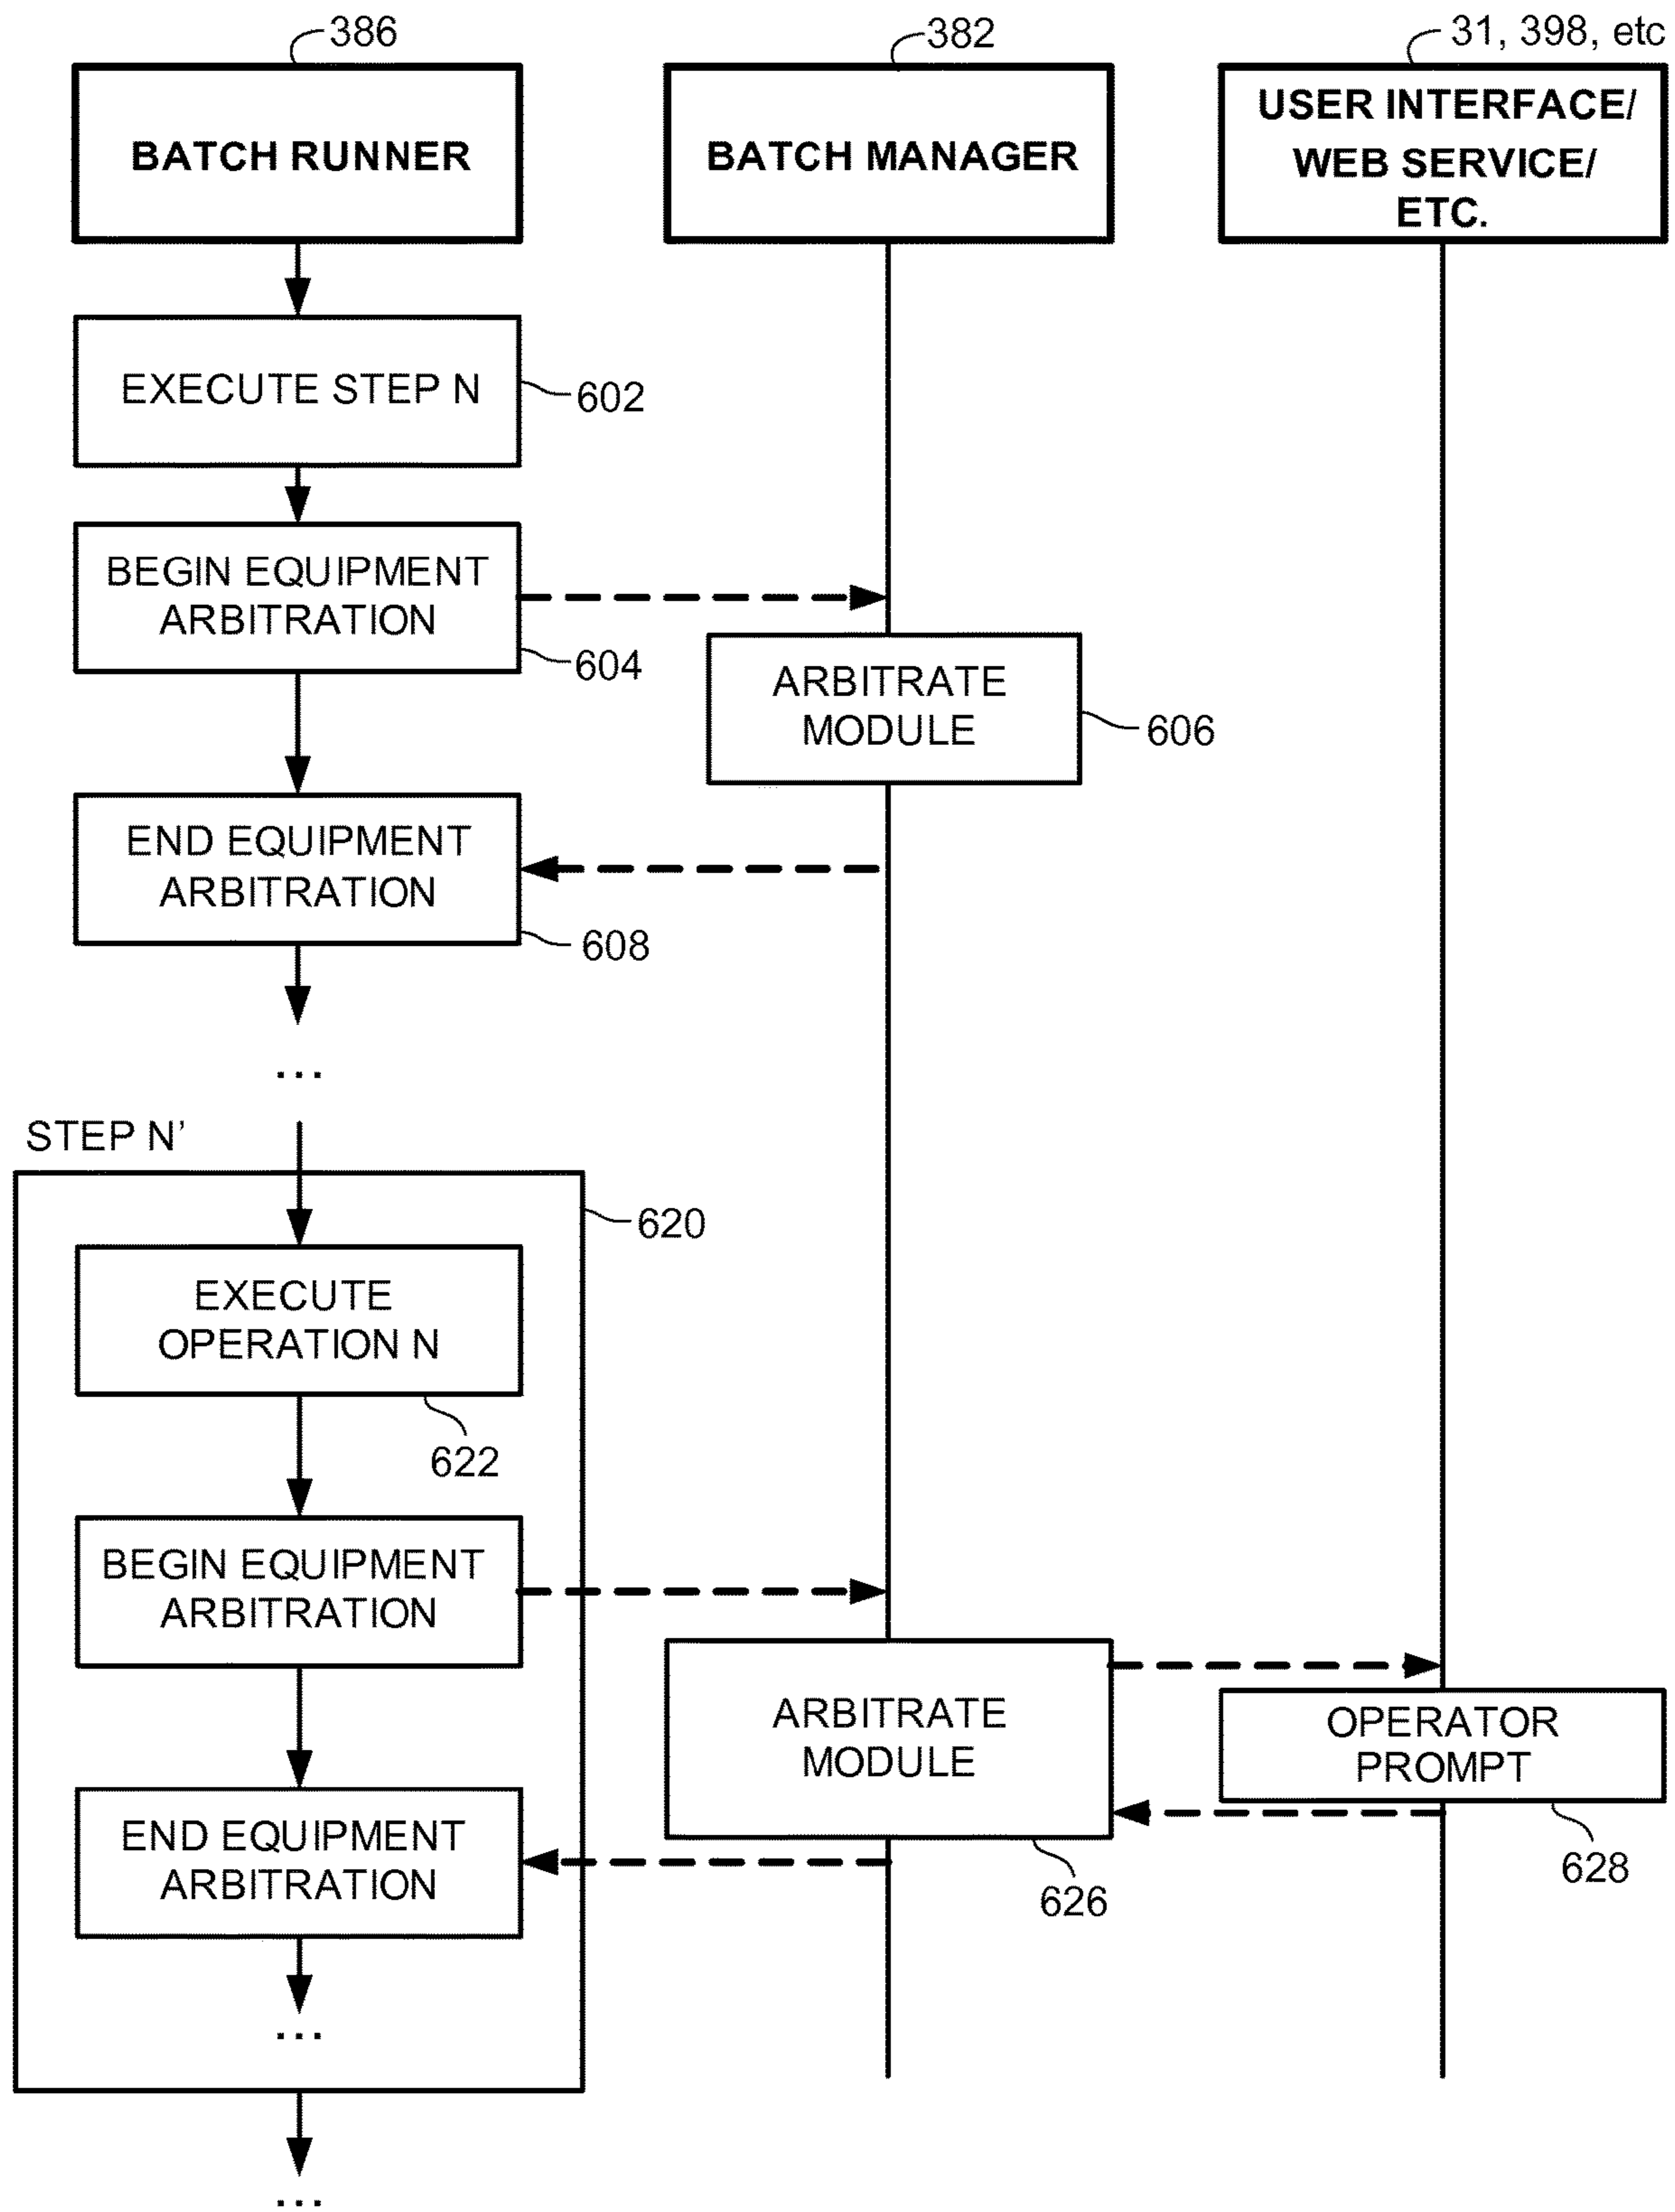 386
382
31, 398, etc
BATCH RUNNER
BATCH MANAGER
USER INTERFACE/
WEB SERVICE/
ETC.
EXECUTE STEP N
602
BEGIN EQUIPMENT
ARBITRATION
604
ARBITRATE
MODULE
606
END EQUIPMENT
ARBITRATION
608
...
STEP N’
620
EXECUTE
OPERATION N
622
BEGIN EQUIPMENT
ARBITRATION
ARBITRATE
MODULE
626
OPERATOR
PROMPT
628
END EQUIPMENT
ARBITRATION
...
...